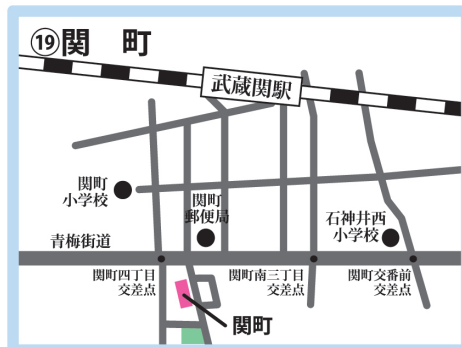 ⑲関　町
武蔵関駅
関町
小学校
関町
郵便局
石神井西
小学校
青梅街道
関町四丁目
交差点
関町南三丁目
交差点
関町交番前
交差点
関町